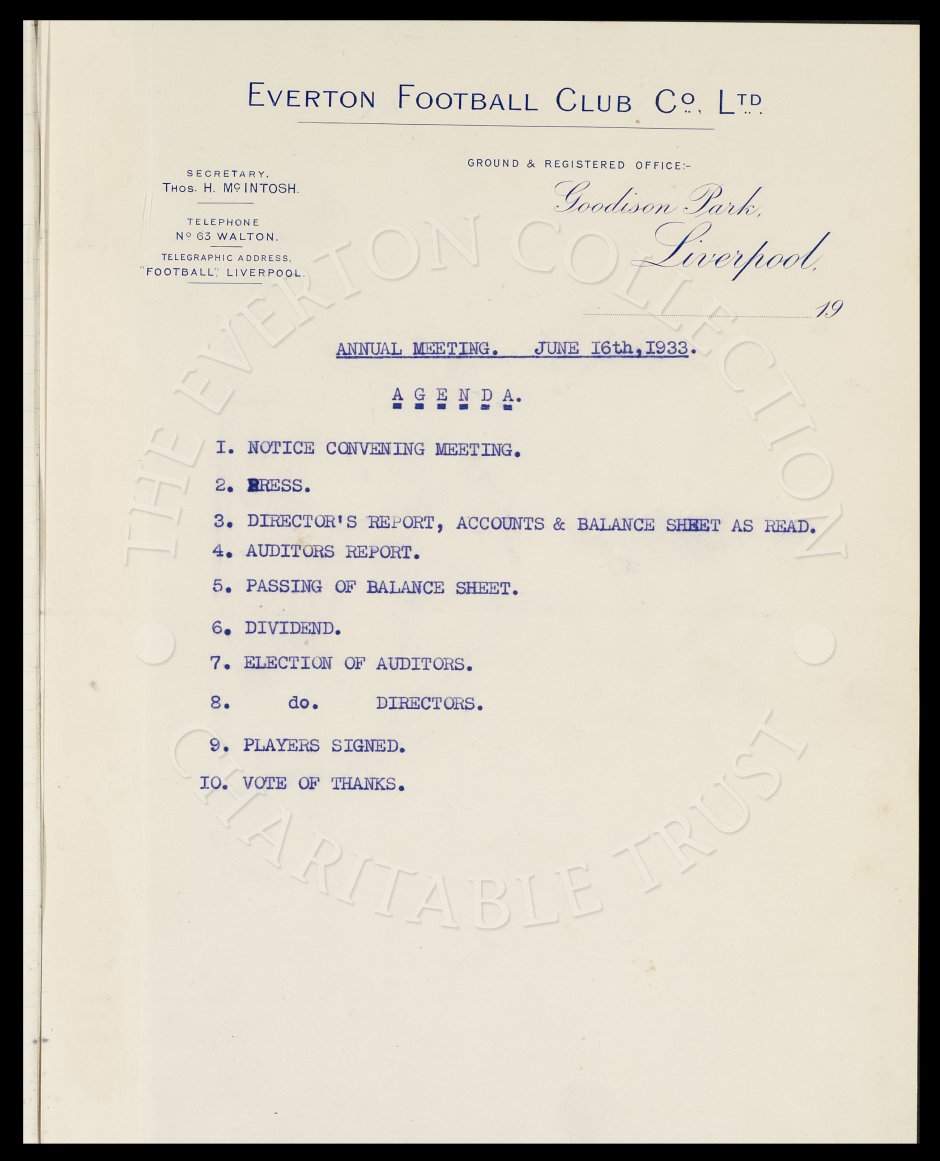 EVERTON FOOTBALL CLUB Co., LTD.
SECRETARY,
THOS. H. McINTOSH.
TELEPHONE
No 63 WALTON.
TELEGRAPHIC ADDRESS,
"FOOTBALL", LIVERPOOL.
GROUND & REGISTERED OFFICE:-
Goodison Park,
Liverpool,
19
ANNUAL MEETING. JUNE I6th,I933.
A G E N D A.
I. NOTICE CONVENING MEETING.
2. PRESS.
3. DIRECTOR'S REPORT, ACCOUNTS & BALANCE SHEET AS READ.
4. AUDITORS REPORT.
5. PASSING OF BALANCE SHEET.
6. DIVIDEND.
7. ELECTION OF AUDITORS.
8. do. DIRECTORS.
9. PLAYERS SIGNED.
IO. VOTE OF THANKS.
THE EVERTON COLLECTION
CHARITABLE TRUST